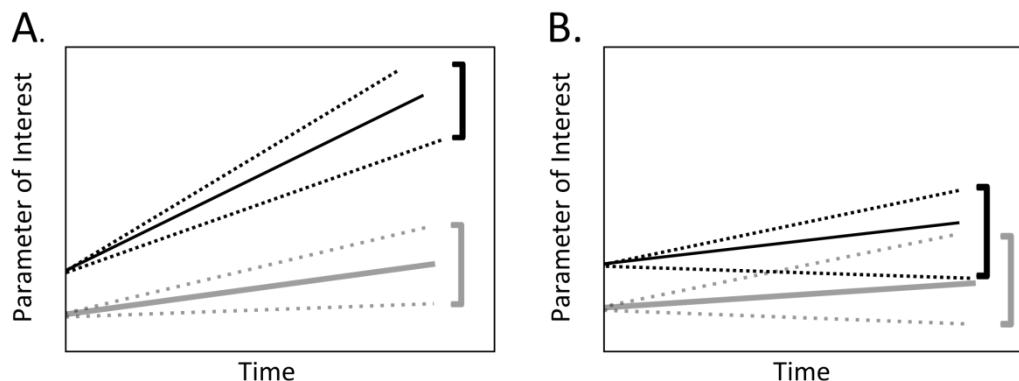 A.
Parameter of Interest
Time
B.
Parameter of Interest
Time